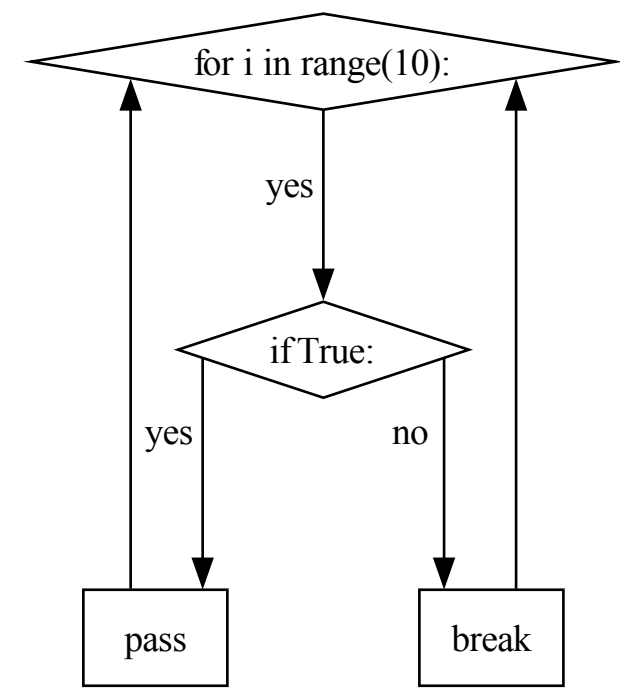 for i in range(10):
yes
if True:
yes
no
pass
break